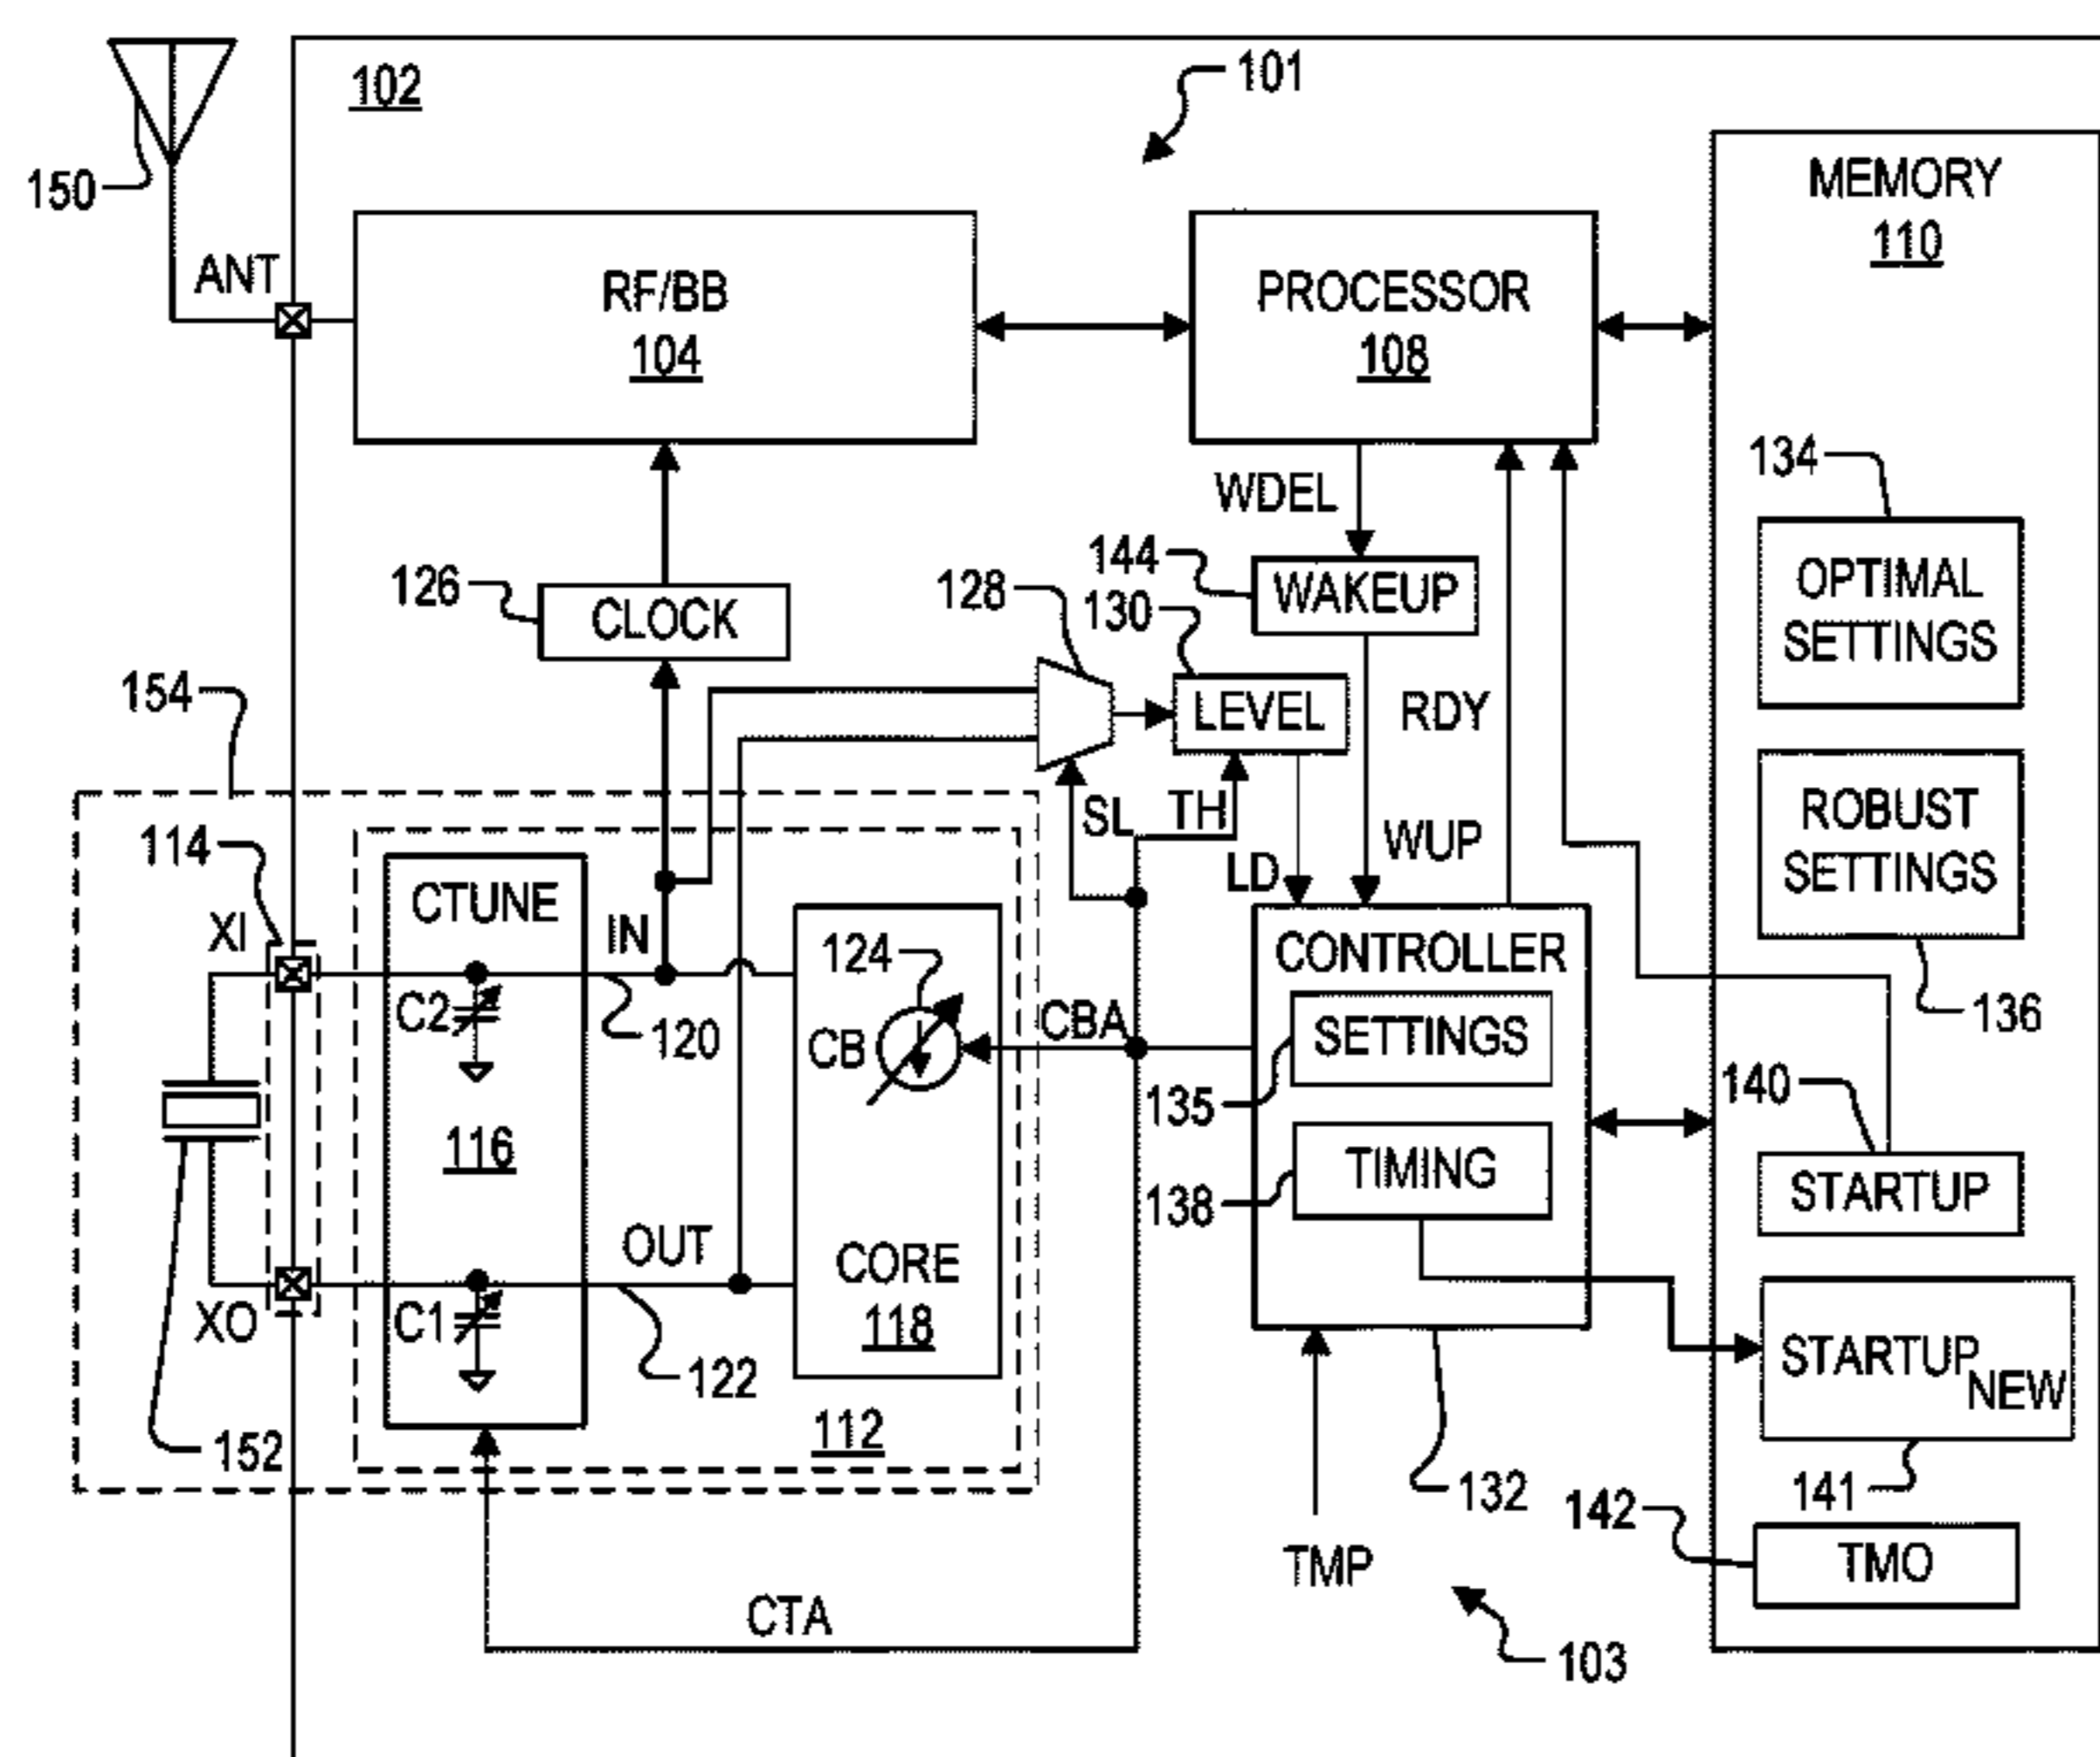 102
101
150
ANT
RF/BB
104
PROCESSOR
108
MEMORY
110
134
OPTIMAL
SETTINGS
ROBUST
SETTINGS
136
WDEL
144
WAKEUP
126
CLOCK
128
130
LEVEL
RDY
154
SL
TH
LD
WUP
114
XI
CTUNE
IN
C2
120
116
124
CB
CBA
CONTROLLER
SETTINGS
135
TIMING
138
140
STARTUP
STARTUP NEW
141
142
TMO
OUT
XO
C1
122
CORE
118
112
152
132
TMP
CTA
103